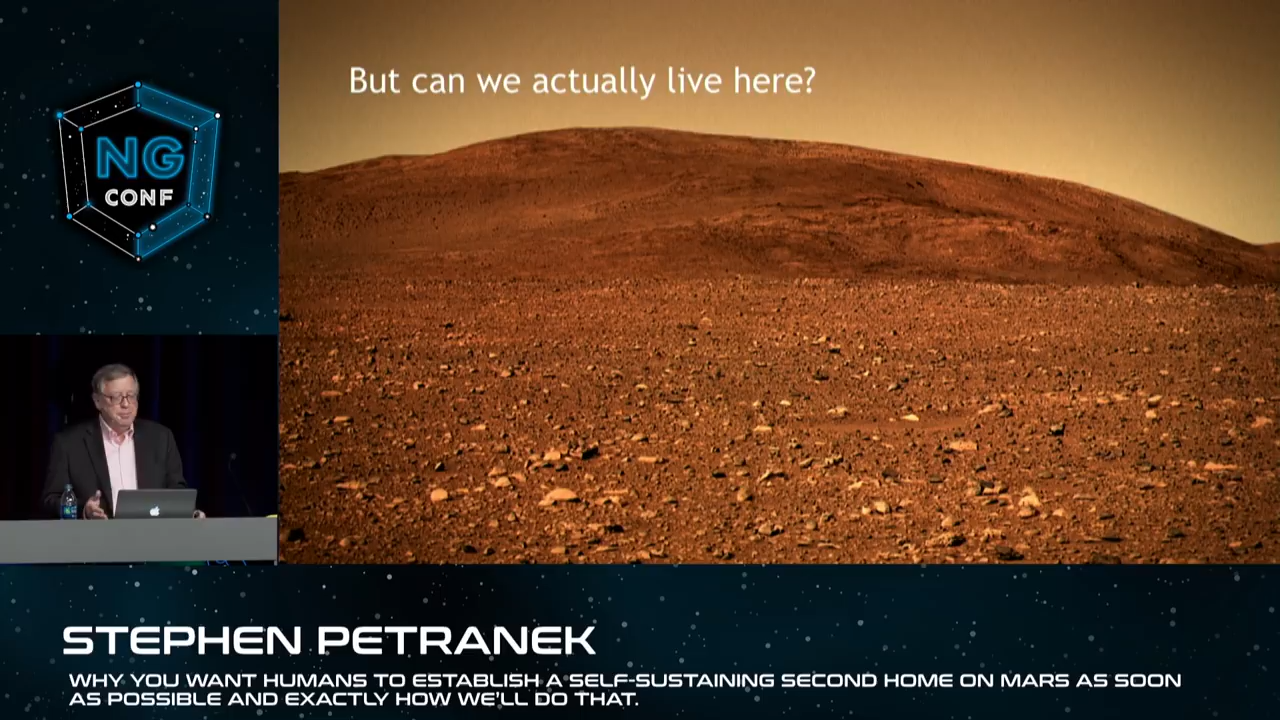 But can we actually live here?
NG
CONF
STEPHEN PETRANEK
WHY YOU WANT HUMANS TO ESTABLISH A SELF-SUSTAINING SECOND HOME ON MARS AS SOON
AS POSSIBLE AND EXACTLY HOW WE'LL DO THAT.